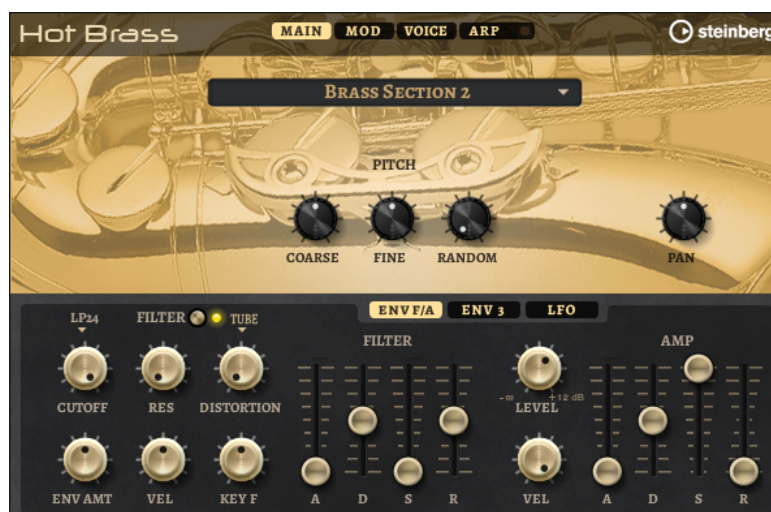 Hot Brass
MAIN MOD VOICE ARP
steinberg
BRASS SECTION 2
PITCH
COARSE FINE RANDOM PAN
ENV F/A ENV 3 LFO
LP24 FILTER TUBE
FILTER AMP
CUTOFF RES DISTORTION
-∞ +12 dB
LEVEL
ENV AMT VEL KEY F A D S R VEL A D S R